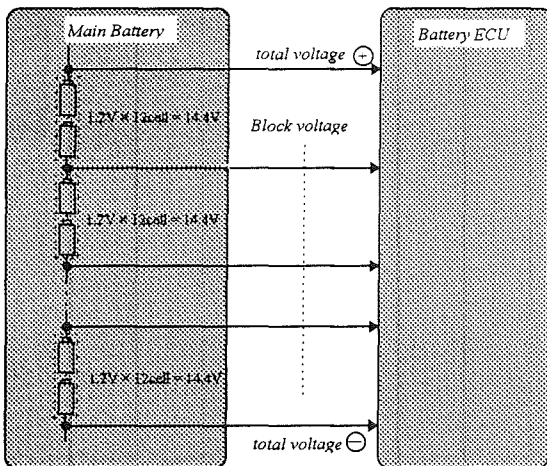 Main Battery
Battery ECU
total voltage ⊕
1.2V × 12cell = 14.4V
Block voltage
1.2V × 12cell = 14.4V
1.2V × 12cell = 14.4V
total voltage ⊖